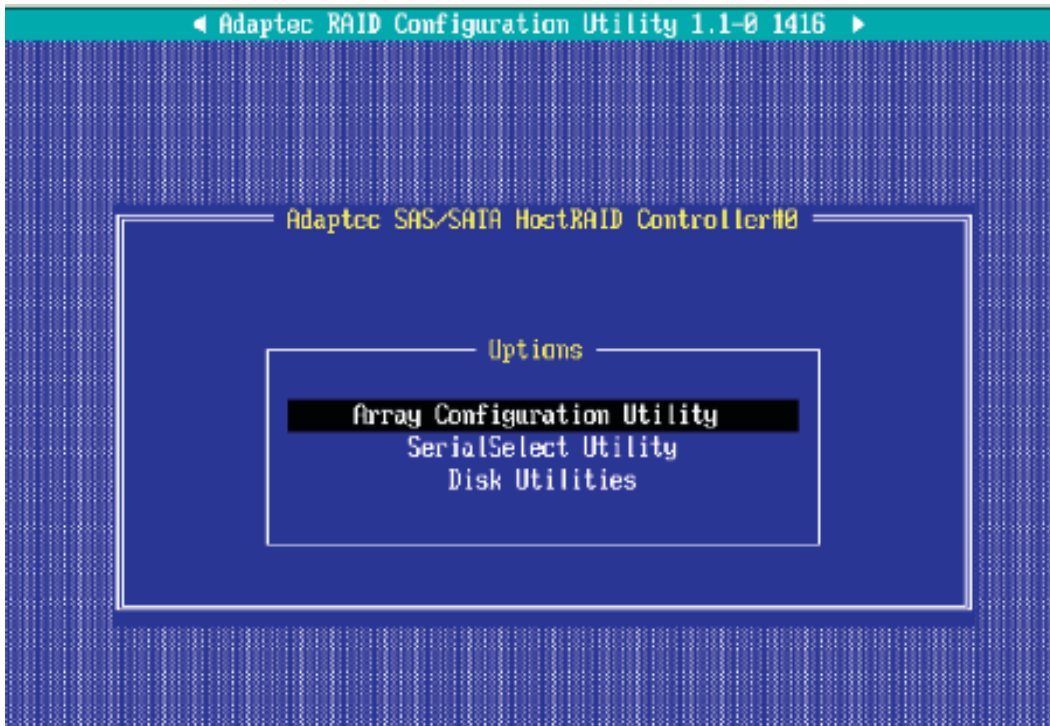 Adaptec RAID Configuration Utility 1.1-0 1416
Adaptec SAS/SATA HostRAID Controller#0
Options
Array Configuration Utility
SerialSelect Utility
Disk Utilities